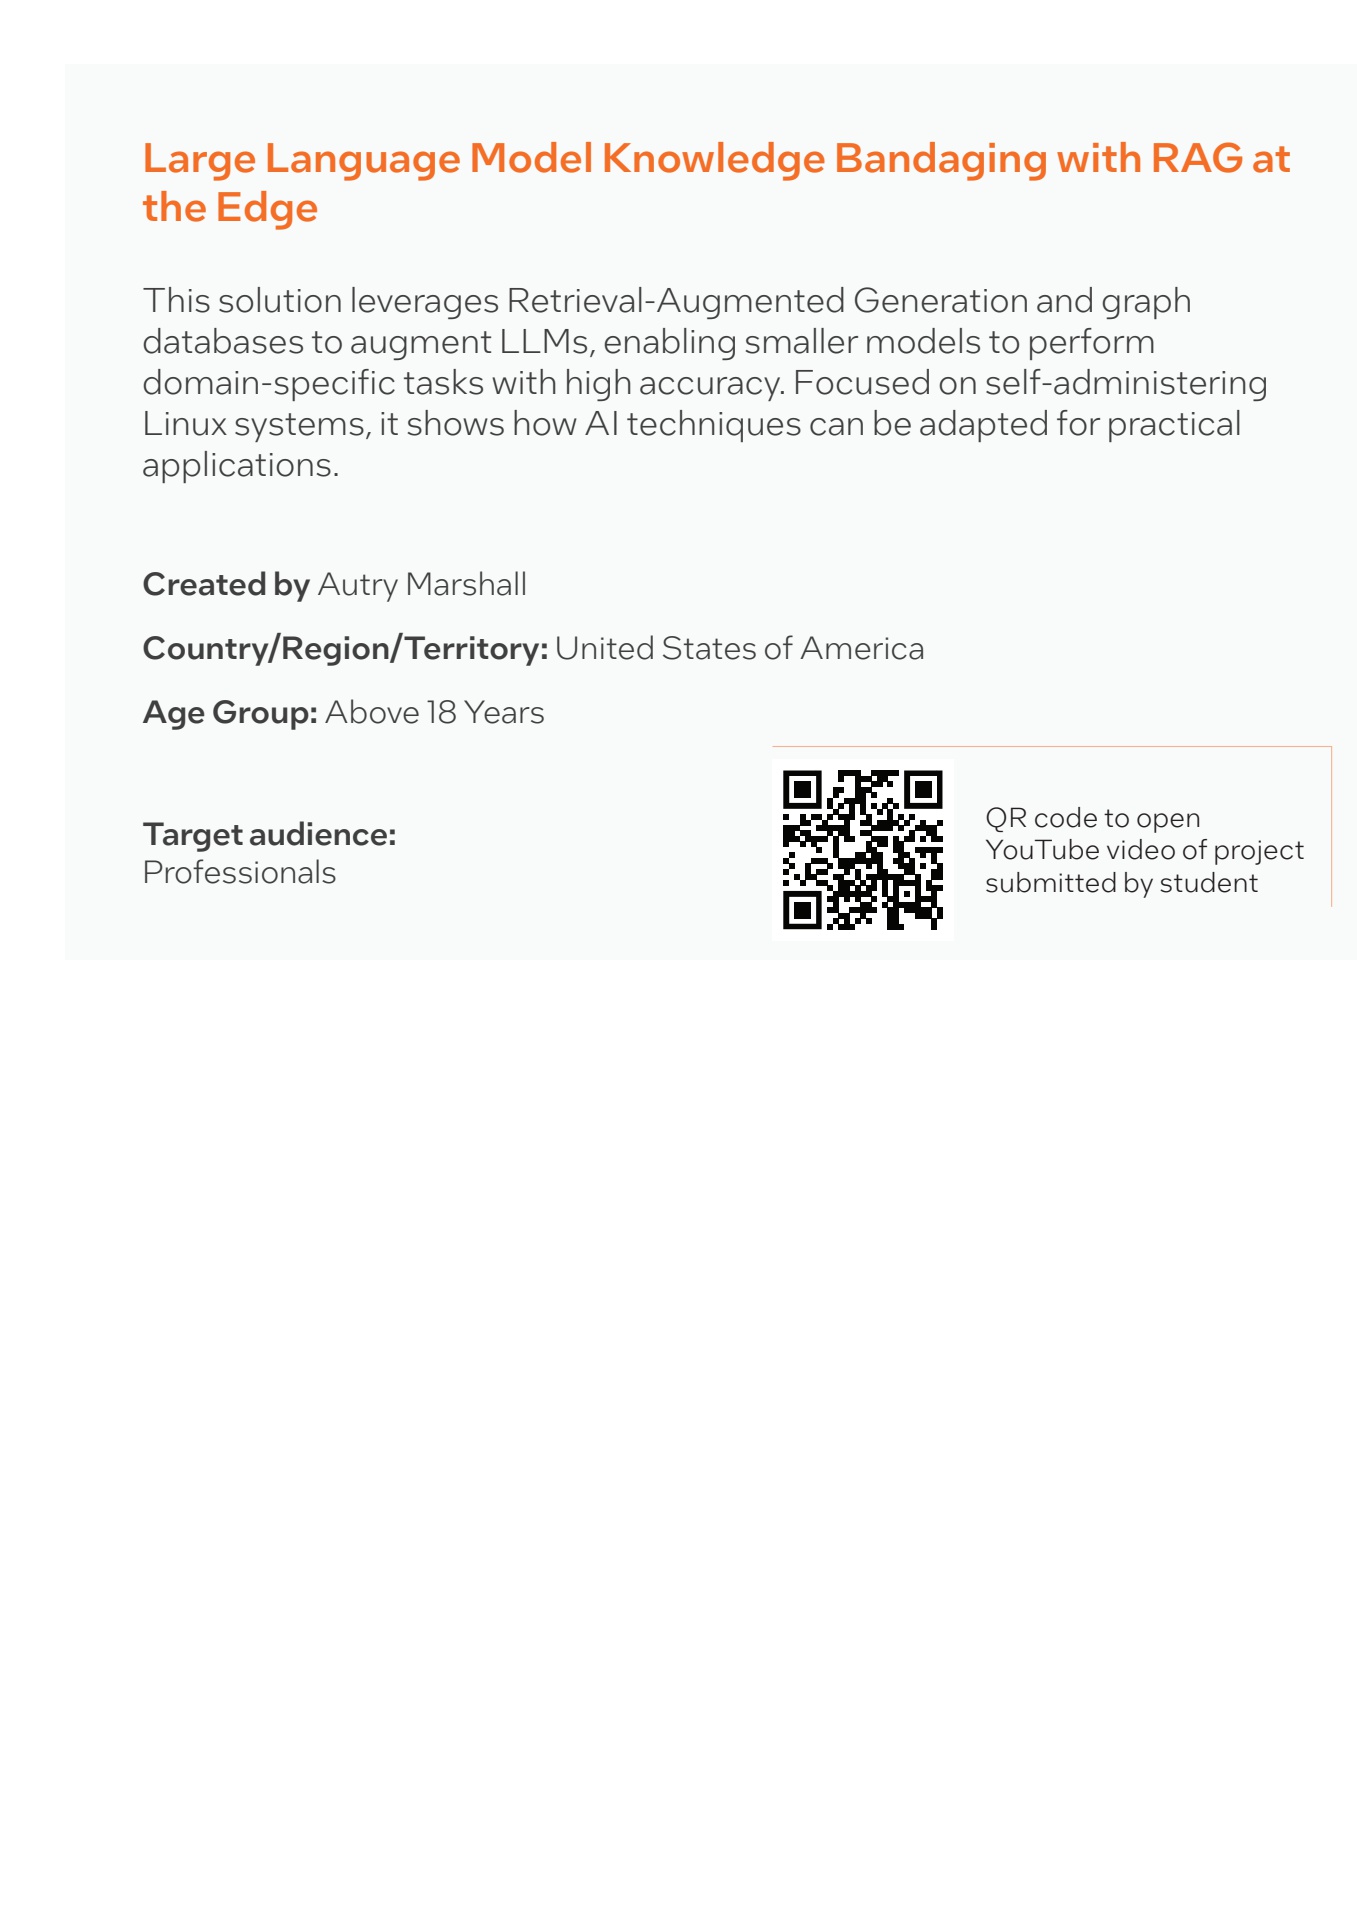 Large Language Model Knowledge Bandaging with RAG at
the Edge
This solution leverages Retrieval-Augmented Generation and graph
databases to augment LLMs, enabling smaller models to perform
domain-specific tasks with high accuracy. Focused on self-administering
Linux systems, it shows how AI techniques can be adapted for practical
applications.
Created by Autry Marshall
Country/Region/Territory: United States of America
Age Group: Above 18 Years
Target audience:
Professionals
QR code to open
YouTube video of project
submitted by student